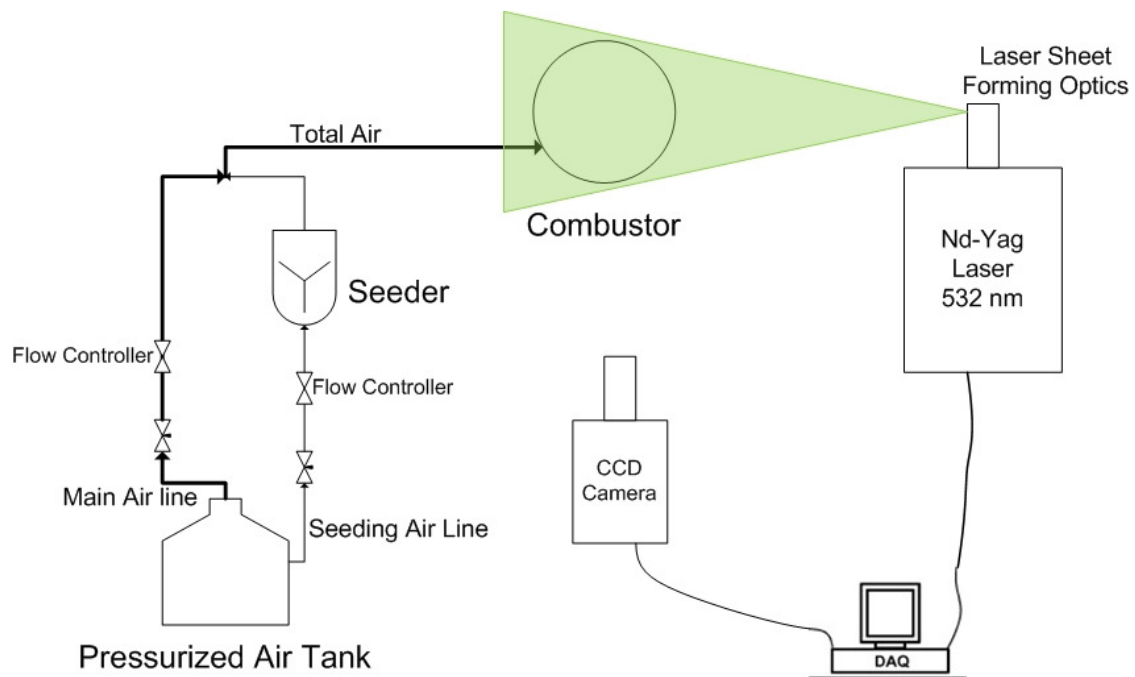 Laser Sheet
Forming Optics
Total Air
Combustor
Nd-Yag
Laser
532 nm
Seeder
Flow Controller
Flow Controller
CCD
Camera
Main Air line
Seeding Air Line
Pressurized Air Tank
DAQ